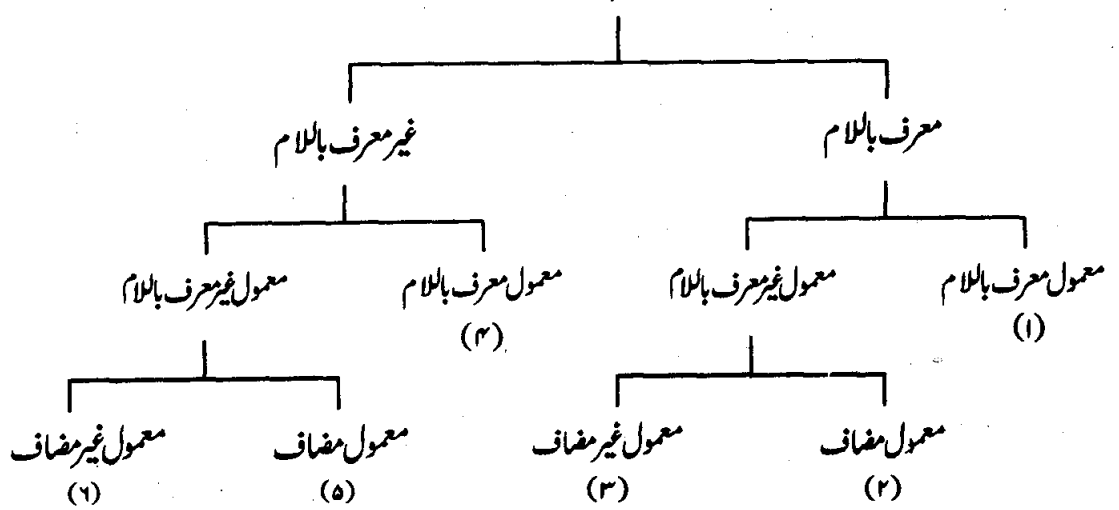 معرف باللام غیر معرف باللام
معمول معرف باللام معمول غیر معرف باللام معمول معرف باللام معمول غیر معرف باللام
(۱) (۴)
معمول مضاف معمول غیر مضاف معمول مضاف معمول غیر مضاف
(۲) (۳) (۵) (۶)